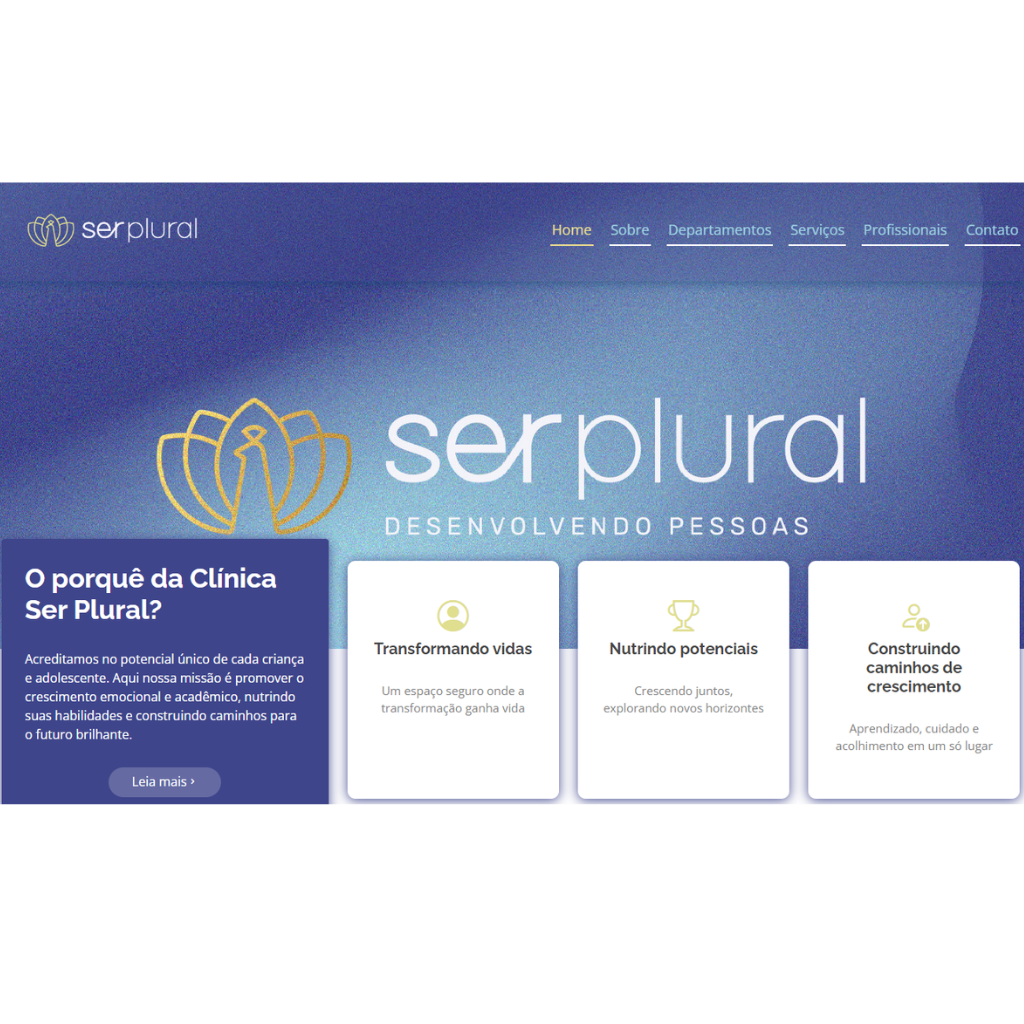 serplural
Home Sobre Departamentos Serviços Profissionais Contato
serplural
DESENVOLVENDO PESSOAS
O porquê da Clínica
Ser Plural?
Acreditamos no potencial único de cada criança
e adolescente. Aqui nossa missão é promover o
crescimento emocional e acadêmico, nutrindo
suas habilidades e construindo caminhos para
o futuro brilhante.
Leia mais ›
Transformando vidas
Um espaço seguro onde a
transformação ganha vida
Nutrindo potenciais
Crescendo juntos,
explorando novos horizontes
Construindo
caminhos de
crescimento
Aprendizado, cuidado e
acolhimento em um só lugar